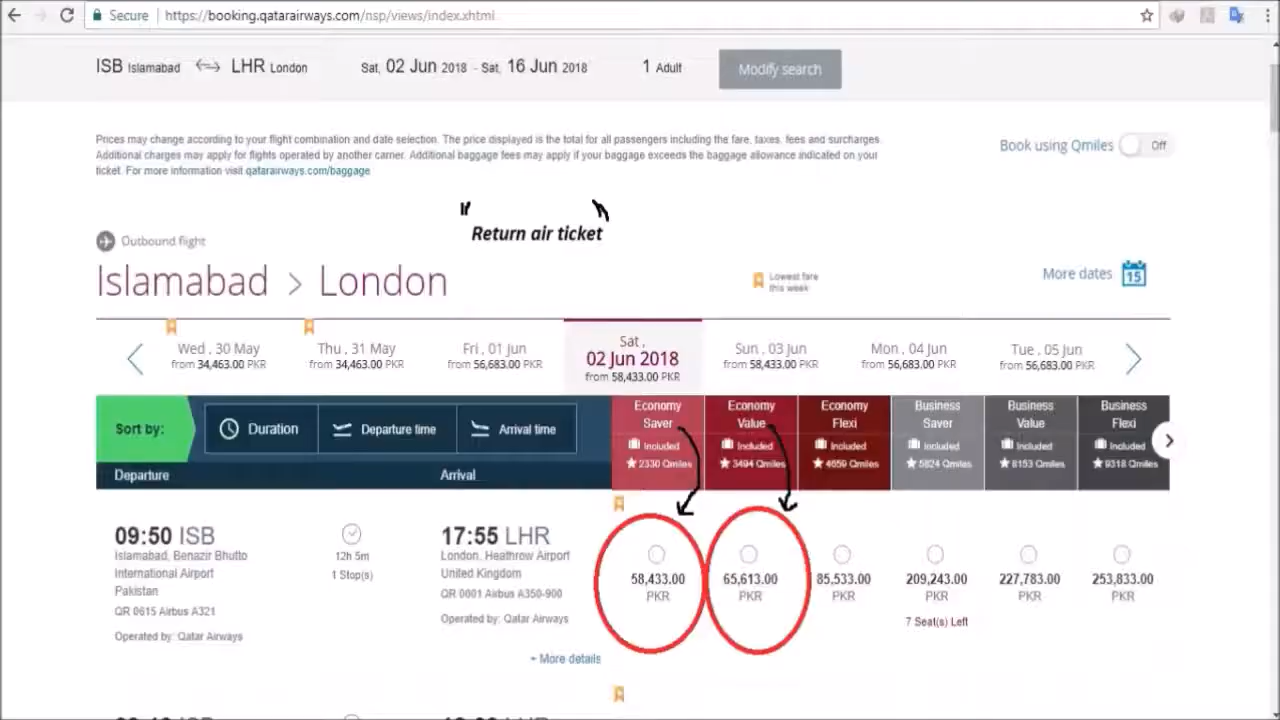 Secure
https://booking.qatarairways.com/nsp/views/index.xhtml
ISB Islamabad LHR London Sat, 02 Jun 2018 - Sat, 16 Jun 2018 1 Adult Modify search
Prices may change according to your flight combination and date selection. The price displayed is the total for all passengers including the fare, taxes, fees and surcharges.
Additional charges may apply for flights operated by another carrier. Additional baggage fees may apply if your baggage exceeds the baggage allowance indicated on your
ticket. For more information visit qatarairways.com/baggage
Book using Qmiles Off
Return air ticket
Outbound flight
Islamabad > London
Lowest fare
this week
More dates 15
Wed , 30 May
from 34,463.00 PKR
Thu , 31 May
from 34,463.00 PKR
Fri , 01 Jun
from 56,683.00 PKR
Sat ,
02 Jun 2018
from 58,433.00 PKR
Sun , 03 Jun
from 58,433.00 PKR
Mon , 04 Jun
from 56,683.00 PKR
Tue , 05 Jun
from 56,683.00 PKR
Sort by: Duration Departure time Arrival time
Departure Arrival
Economy
Saver
Included
2330 Qmiles
Economy
Value
Included
3494 Qmiles
Economy
Flexi
Included
4659 Qmiles
Business
Saver
Included
5824 Qmiles
Business
Value
Included
8153 Qmiles
Business
Flexi
Included
9318 Qmiles
09:50 ISB
Islamabad, Benazir Bhutto
International Airport
Pakistan
QR 0615 Airbus A321
Operated by: Qatar Airways
12h 5m
1 Stop(s)
17:55 LHR
London, Heathrow Airport
United Kingdom
QR 0001 Airbus A350-900
Operated by: Qatar Airways
+ More details
58,433.00
PKR
65,613.00
PKR
85,533.00
PKR
209,243.00
PKR
7 Seat(s) Left
227,783.00
PKR
253,833.00
PKR